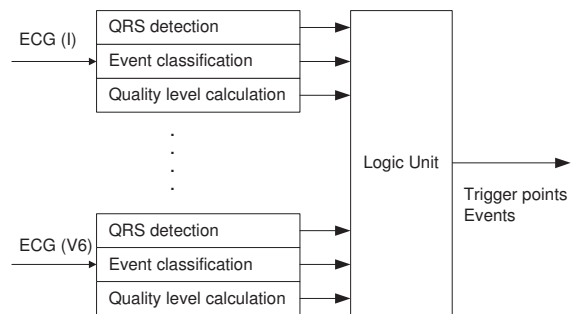 ECG (I)
QRS detection
Event classification
Quality level calculation
Logic Unit
Trigger points
Events
ECG (V6)
QRS detection
Event classification
Quality level calculation